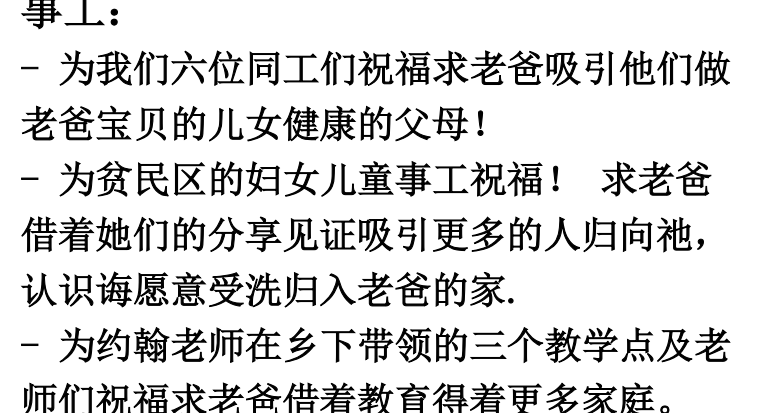 事工：
- 为我们六位同工们祝福求老爸吸引他们做
老爸宝贝的儿女健康的父母！
- 为贫民区的妇女儿童事工祝福！ 求老爸
借着她们的分享见证吸引更多的人归向祂，
认识诲愿意受洗归入老爸的家.
- 为约翰老师在乡下带领的三个教学点及老
师们祝福求老爸借着教育得着更多家庭。